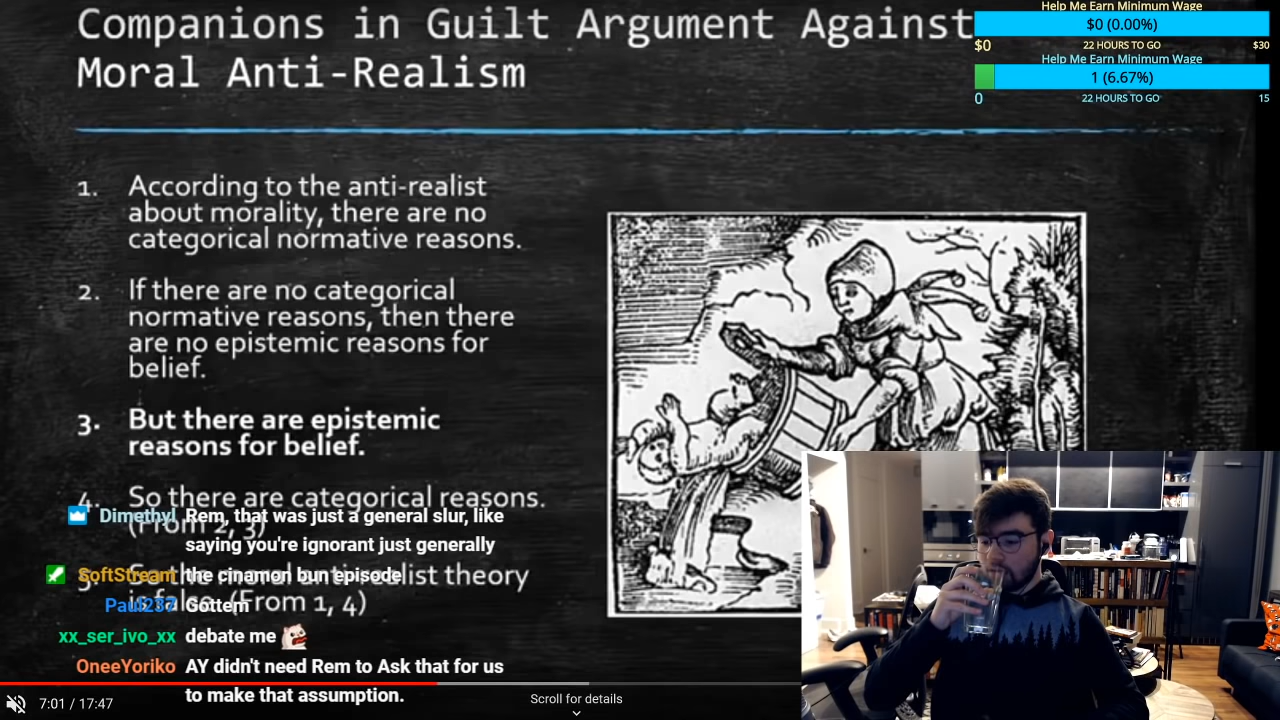 Companions in Guilt Argument Against
Moral Anti-Realism
Help Me Earn Minimum Wage
$0 (0.00%)
$0 22 HOURS TO GO $30
Help Me Earn Minimum Wage
1 (6.67%)
0 22 HOURS TO GO 15
1. According to the anti-realist
about morality, there are no
categorical normative reasons.
2. If there are no categorical
normative reasons, then there
are no epistemic reasons for
belief.
3. But there are epistemic
reasons for belief.
4. So there are categorical reasons.
(From 2, 3)
5. So the moral anti-realist theory
is false. (From 1, 4)
Dimethyl Rem, that was just a general slur, like
saying you're ignorant just generally
SoftStream the cinamon bun episode
Paul237 Gottem
xx_ser_ivo_xx debate me
OneeYoriko AY didn't need Rem to Ask that for us
to make that assumption.
7:01 / 17:47
Scroll for details